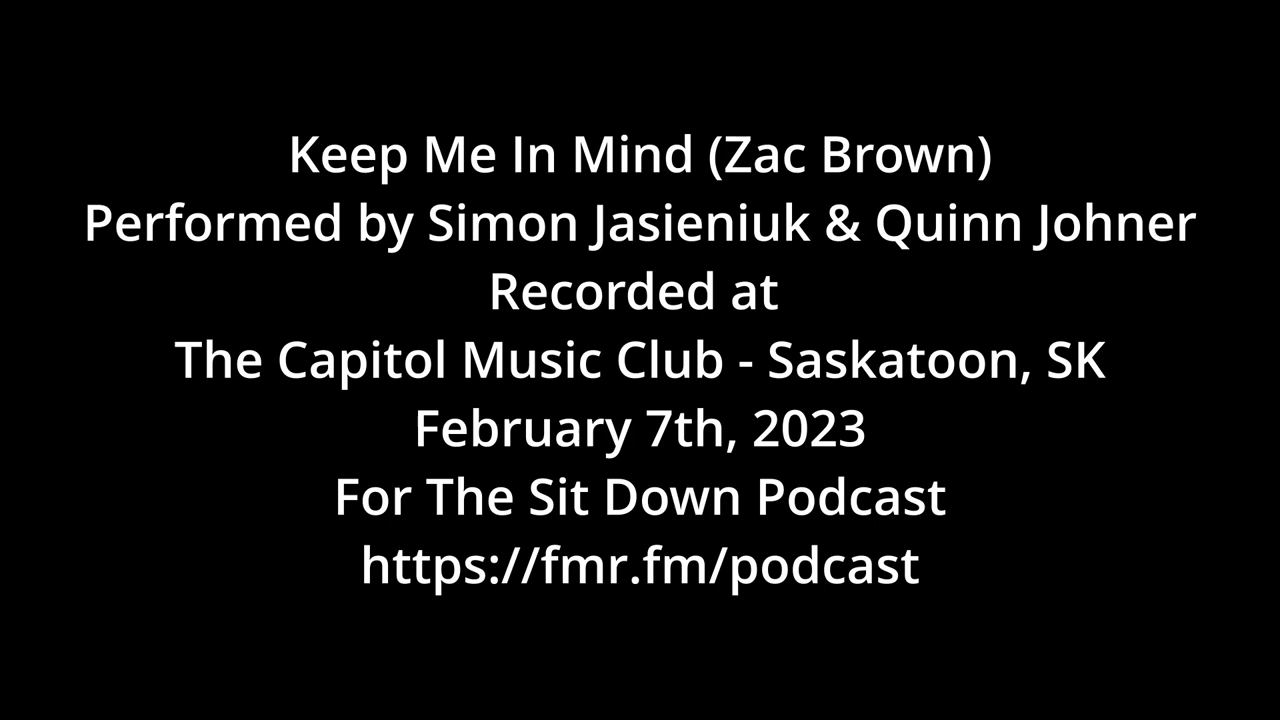 Keep Me In Mind (Zac Brown)
Performed by Simon Jasieniuk & Quinn Johner
Recorded at
The Capitol Music Club - Saskatoon, SK
February 7th, 2023
For The Sit Down Podcast
https://fmr.fm/podcast